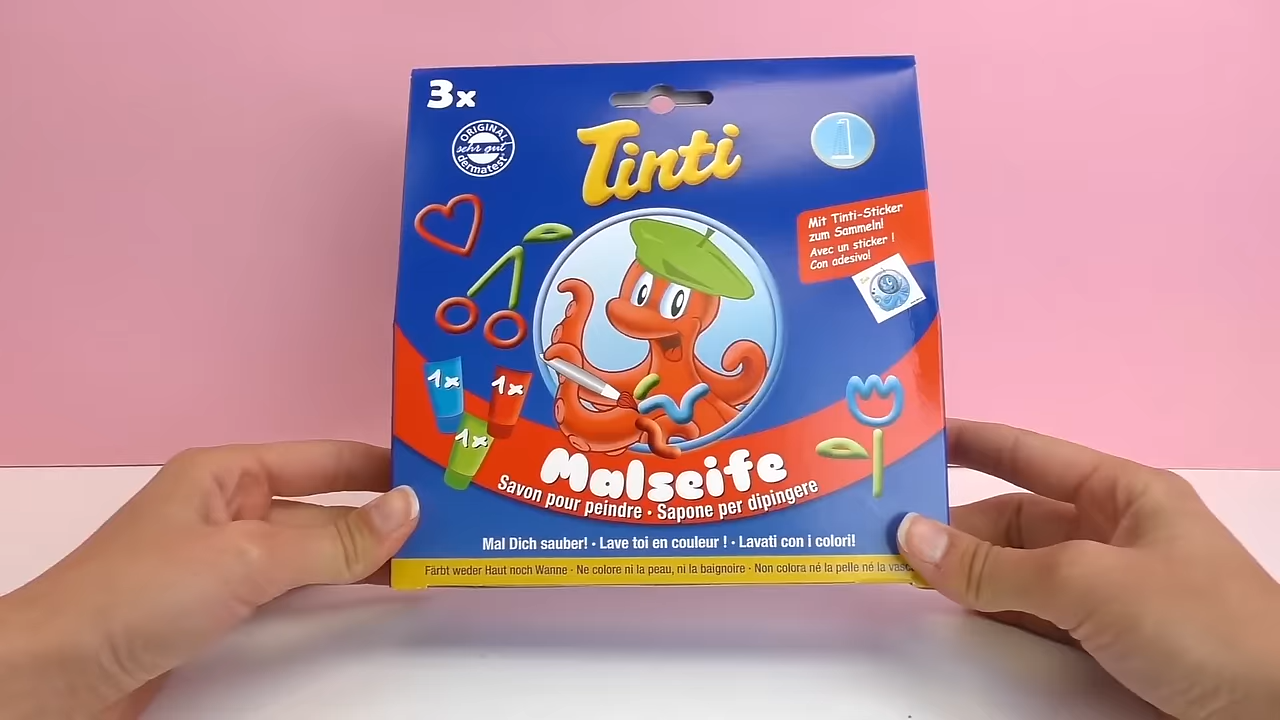 3x
ORIGINAL
sehr gut
dermatest
Tinti
Mit Tinti-Sticker
zum Sammeln!
Avec un sticker !
Con adesivo!
1x
1x
1x
Malseife
Savon pour peindre · Sapone per dipingere
Mal Dich sauber! · Lave toi en couleur ! · Lavati con i colori!
Färbt weder Haut noch Wanne · Ne colore ni la peau, ni la baignoire · Non colora né la pelle né la vasc